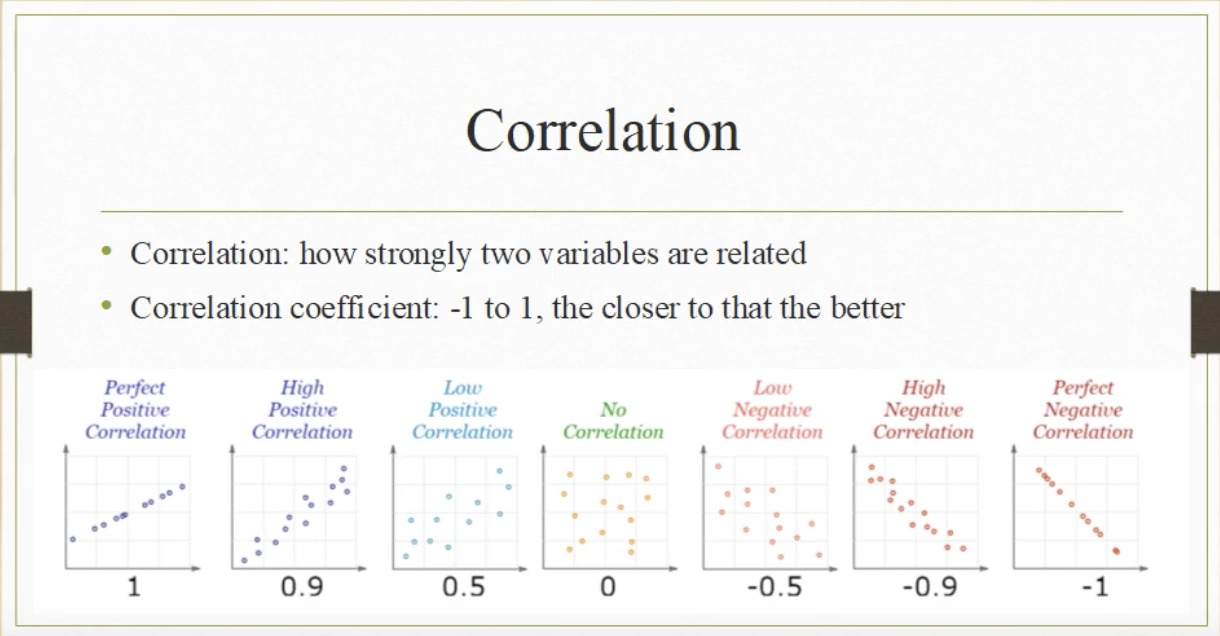 Correlation
Correlation: how strongly two variables are related
Correlation coefficient: -1 to 1, the closer to that the better
Perfect
Positive
Correlation
High
Positive
Correlation
Low
Positive
Correlation
No
Correlation
Low
Negative
Correlation
High
Negative
Correlation
Perfect
Negative
Correlation
1
0.9
0.5
0
-0.5
-0.9
-1